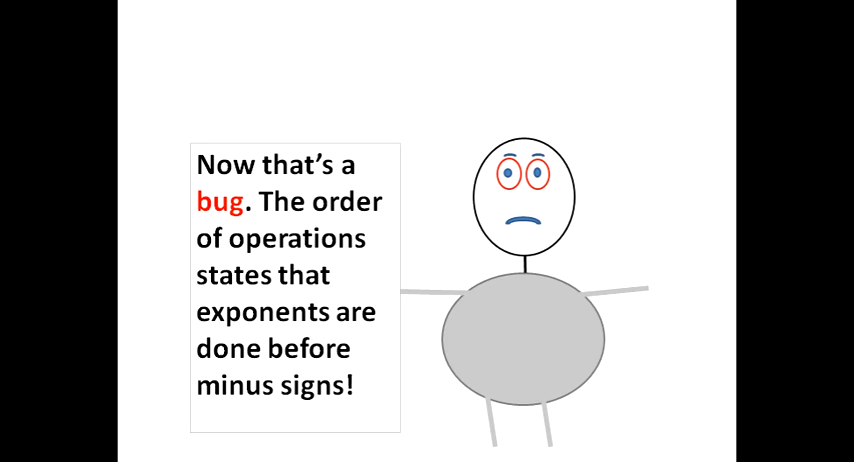 Now that’s a
bug. The order
of operations
states that
exponents are
done before
minus signs!